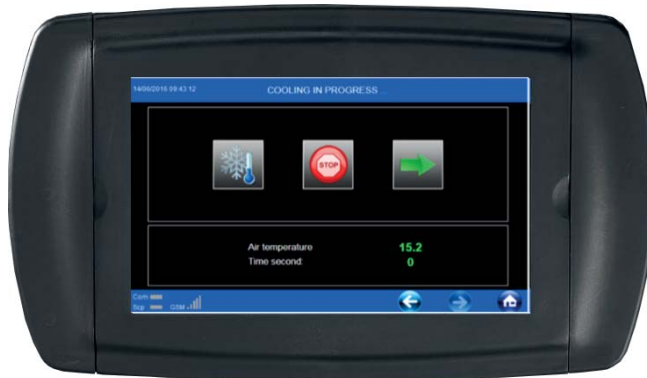 14/06/2016 09:43:12
COOLING IN PROGRESS ...
STOP
Air temperature 15.2
Time second: 0
Com
Scp GSM